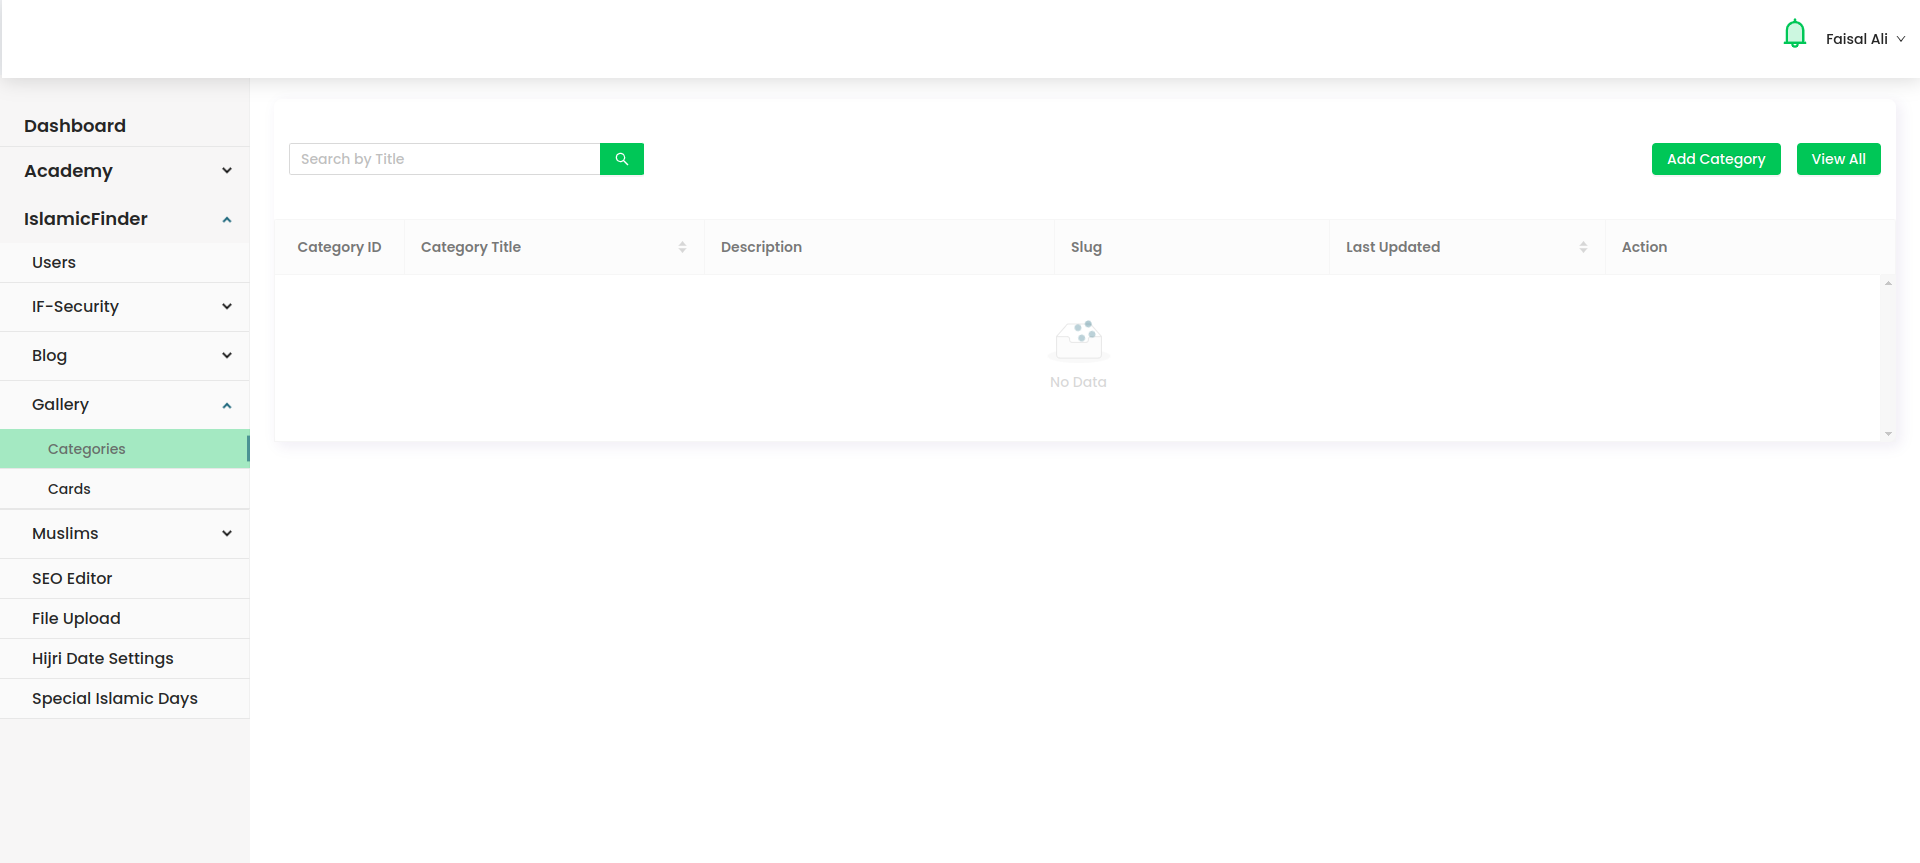 Faisal Ali
Dashboard
Academy
IslamicFinder
Users
IF-Security
Blog
Gallery
Categories
Cards
Muslims
SEO Editor
File Upload
Hijri Date Settings
Special Islamic Days
Search by Title
Add Category
View All
Category ID
Category Title
Description
Slug
Last Updated
Action
No Data